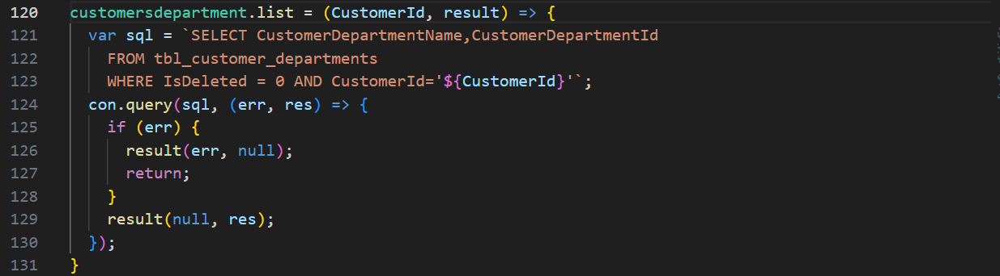 120 customersdepartment.list = (CustomerId, result) => {
121   var sql = `SELECT CustomerDepartmentName,CustomerDepartmentId
122     FROM tbl_customer_departments
123     WHERE IsDeleted = 0 AND CustomerId='${CustomerId}'`;
124   con.query(sql, (err, res) => {
125     if (err) {
126       result(err, null);
127       return;
128     }
129     result(null, res);
130   });
131 }